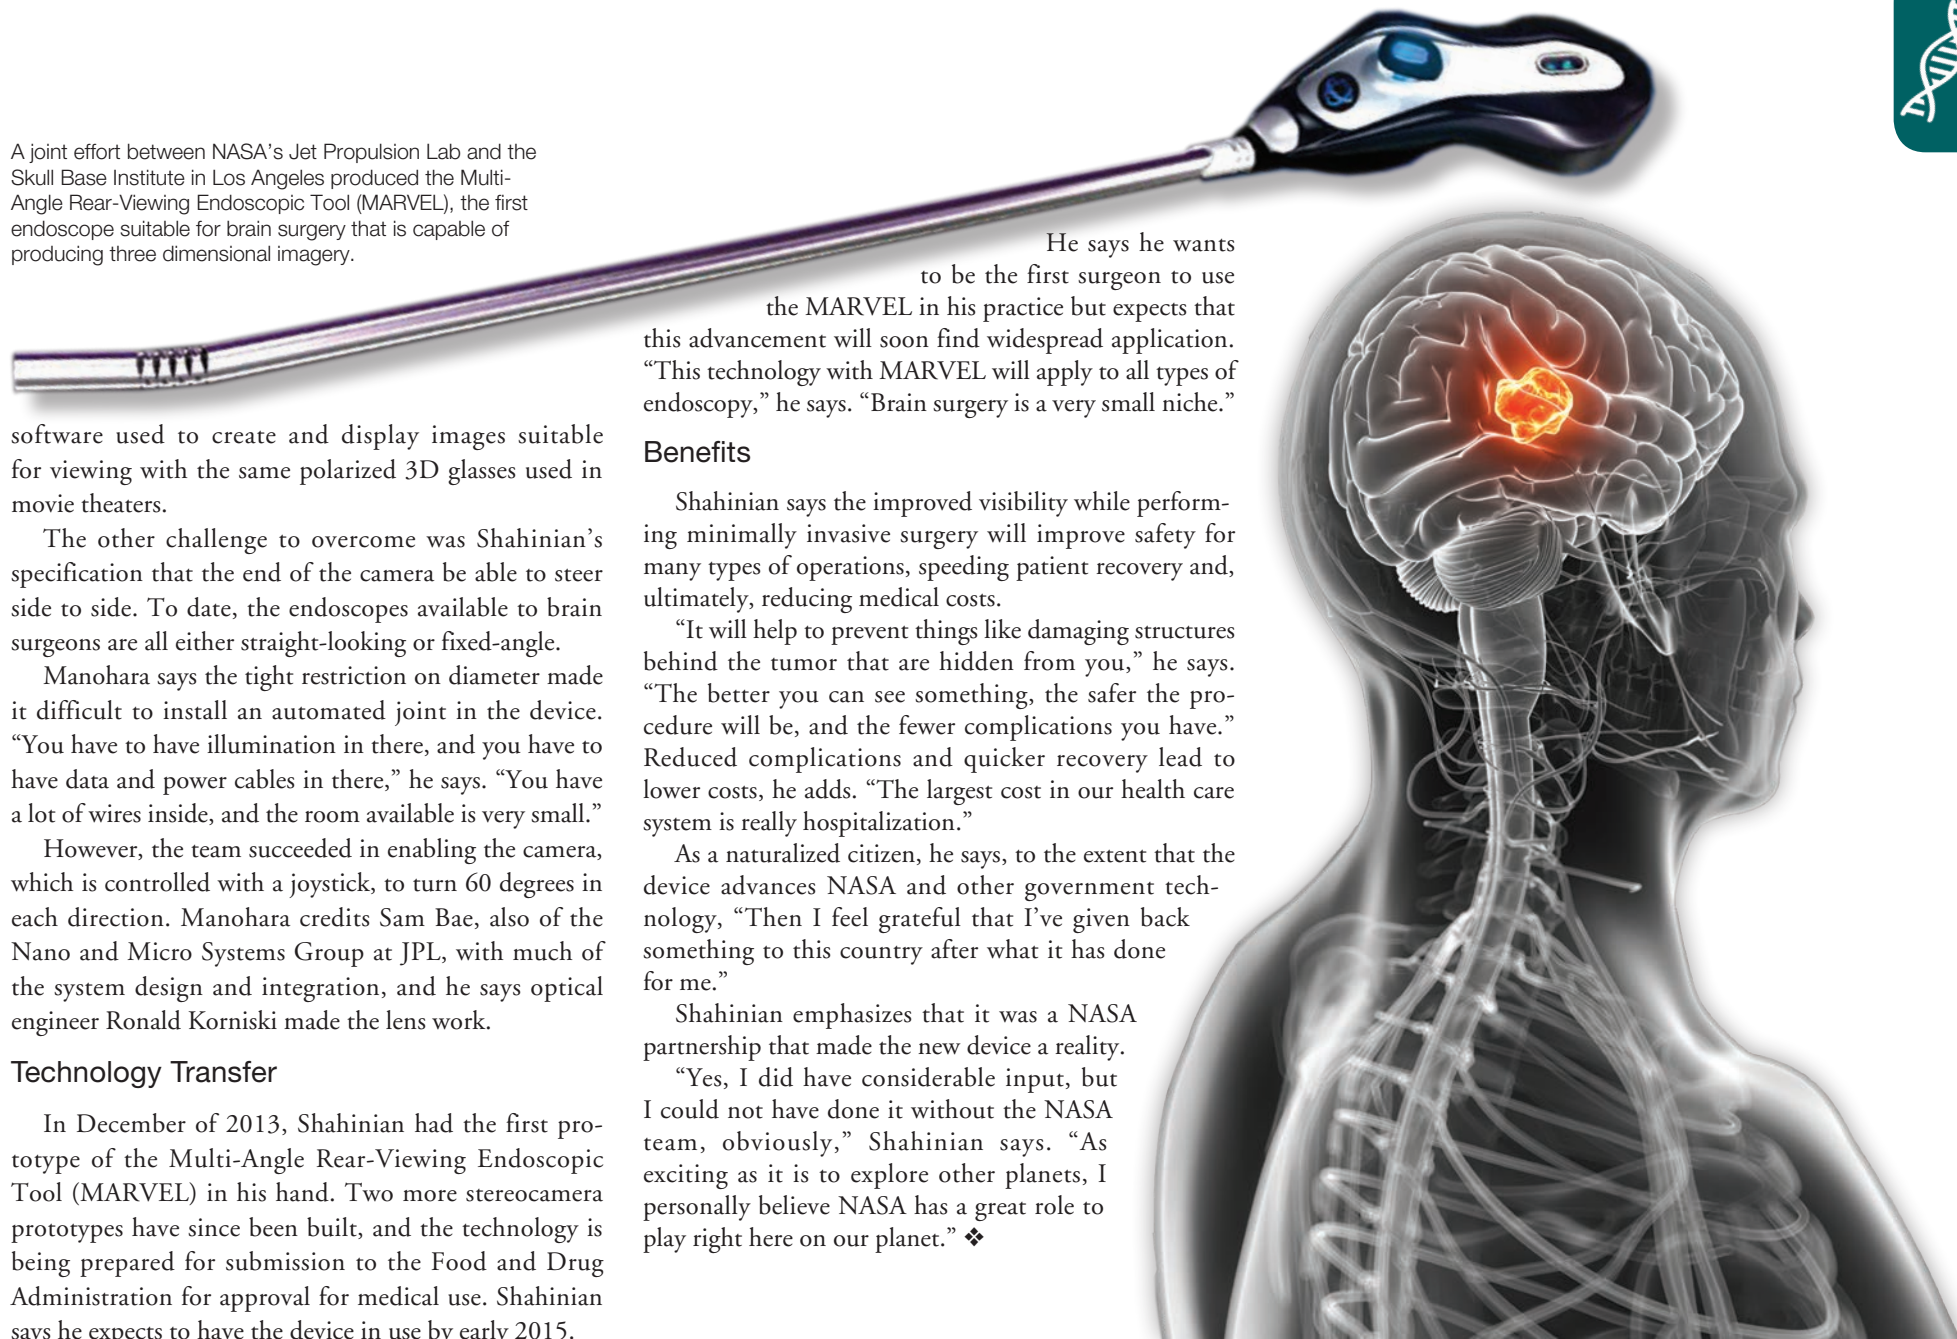 A joint effort between NASA’s Jet Propulsion Lab and the
Skull Base Institute in Los Angeles produced the Multi-
Angle Rear-Viewing Endoscopic Tool (MARVEL), the first
endoscope suitable for brain surgery that is capable of
producing three dimensional imagery.
software used to create and display images suitable
for viewing with the same polarized 3D glasses used in
movie theaters.
The other challenge to overcome was Shahinian’s
specification that the end of the camera be able to steer
side to side. To date, the endoscopes available to brain
surgeons are all either straight-looking or fixed-angle.
Manohara says the tight restriction on diameter made
it difficult to install an automated joint in the device.
“You have to have illumination in there, and you have to
have data and power cables in there,” he says. “You have
a lot of wires inside, and the room available is very small.”
However, the team succeeded in enabling the camera,
which is controlled with a joystick, to turn 60 degrees in
each direction. Manohara credits Sam Bae, also of the
Nano and Micro Systems Group at JPL, with much of
the system design and integration, and he says optical
engineer Ronald Korniski made the lens work.
Technology Transfer
In December of 2013, Shahinian had the first pro-
totype of the Multi-Angle Rear-Viewing Endoscopic
Tool (MARVEL) in his hand. Two more stereocamera
prototypes have since been built, and the technology is
being prepared for submission to the Food and Drug
Administration for approval for medical use. Shahinian
says he expects to have the device in use by early 2015.
He says he wants
to be the first surgeon to use
the MARVEL in his practice but expects that
this advancement will soon find widespread application.
“This technology with MARVEL will apply to all types of
endoscopy,” he says. “Brain surgery is a very small niche.”
Benefits
Shahinian says the improved visibility while perform-
ing minimally invasive surgery will improve safety for
many types of operations, speeding patient recovery and,
ultimately, reducing medical costs.
“It will help to prevent things like damaging structures
behind the tumor that are hidden from you,” he says.
“The better you can see something, the safer the pro-
cedure will be, and the fewer complications you have.”
Reduced complications and quicker recovery lead to
lower costs, he adds. “The largest cost in our health care
system is really hospitalization.”
As a naturalized citizen, he says, to the extent that the
device advances NASA and other government tech-
nology, “Then I feel grateful that I’ve given back
something to this country after what it has done
for me.”
Shahinian emphasizes that it was a NASA
partnership that made the new device a reality.
“Yes, I did have considerable input, but
I could not have done it without the NASA
team, obviously,” Shahinian says. “As
exciting as it is to explore other planets, I
personally believe NASA has a great role to
play right here on our planet.” ❖